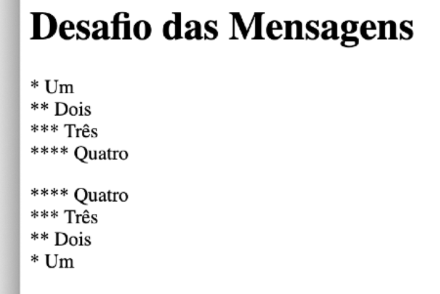 Desafio das Mensagens
* Um
** Dois
*** Três
**** Quatro
**** Quatro
*** Três
** Dois
* Um